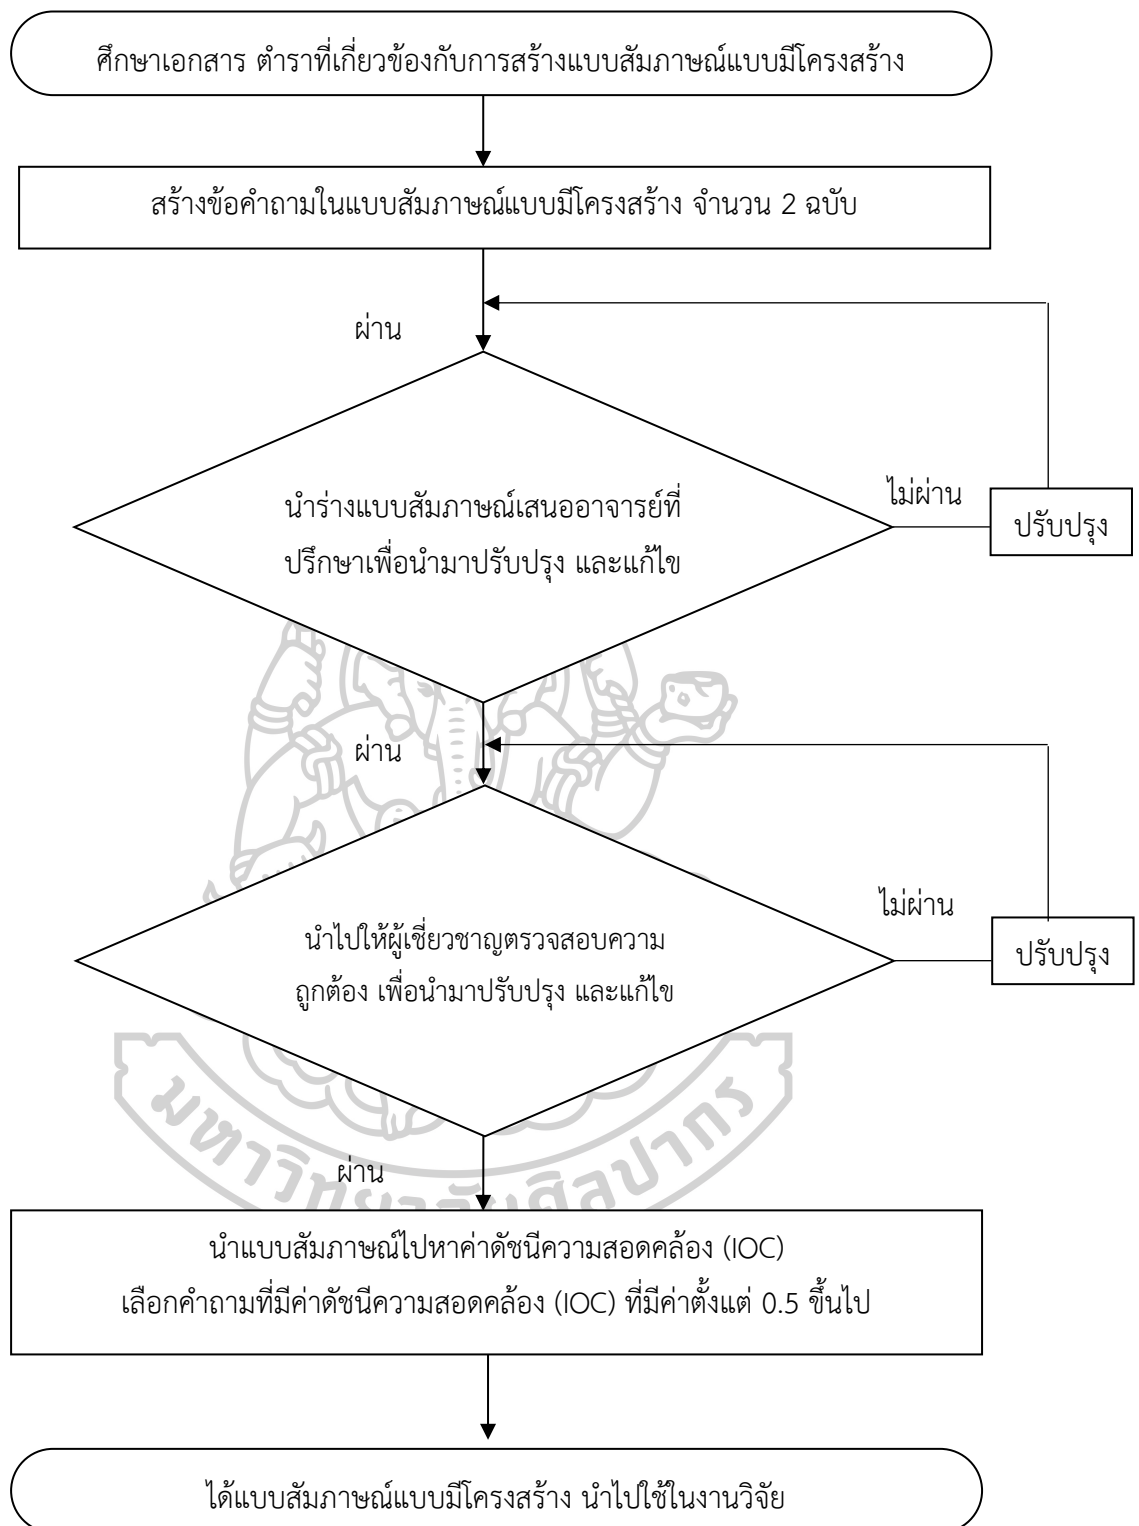 ศึกษาเอกสาร ตำราที่เกี่ยวข้องกับการสร้างแบบสัมภาษณ์แบบมีโครงสร้าง
สร้างข้อคำถามในแบบสัมภาษณ์แบบมีโครงสร้าง จำนวน 2 ฉบับ
ผ่าน
นำร่างแบบสัมภาษณ์เสนออาจารย์ที่
ปรึกษาเพื่อนำมาปรับปรุง และแก้ไข
ไม่ผ่าน
ปรับปรุง
ผ่าน
นำไปให้ผู้เชี่ยวชาญตรวจสอบความ
ถูกต้อง เพื่อนำมาปรับปรุง และแก้ไข
ไม่ผ่าน
ปรับปรุง
มหาวิทยาลัยศิลปากร
ผ่าน
นำแบบสัมภาษณ์ไปหาค่าดัชนีความสอดคล้อง (IOC)
เลือกคำถามที่มีค่าดัชนีความสอดคล้อง (IOC) ที่มีค่าตั้งแต่ 0.5 ขึ้นไป
ได้แบบสัมภาษณ์แบบมีโครงสร้าง นำไปใช้ในงานวิจัย